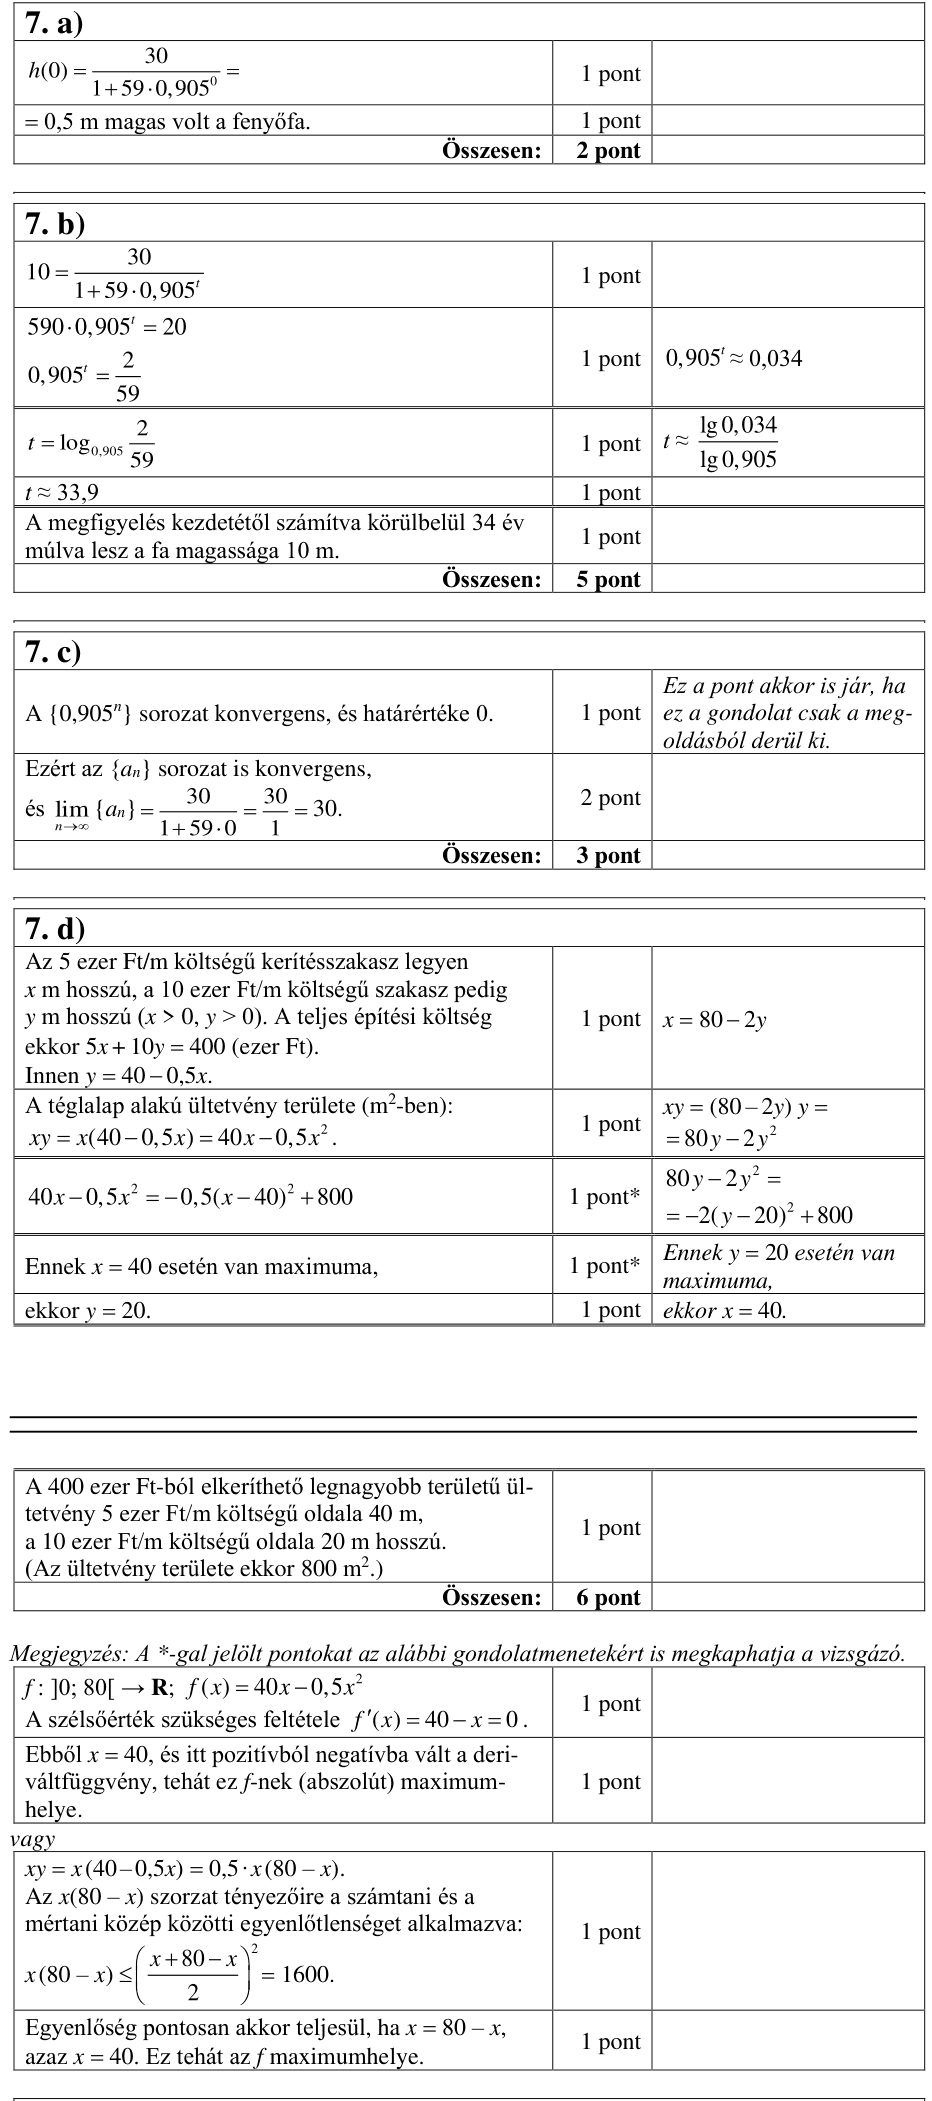 7. a)
h(0) = 30 / (1 + 59 · 0,905⁰) =
1 pont
= 0,5 m magas volt a fenyőfa.
1 pont
Összesen: 2 pont
7. b)
10 = 30 / (1 + 59 · 0,905ᵗ)
1 pont
590 · 0,905ᵗ = 20
0,905ᵗ = 2/59
1 pont
0,905ᵗ ≈ 0,034
t = log₀,₉₀₅ 2/59
1 pont
t ≈ lg 0,034 / lg 0,905
t ≈ 33,9
1 pont
A megfigyelés kezdetétől számítva körülbelül 34 év
múlva lesz a fa magassága 10 m.
1 pont
Összesen: 5 pont
7. c)
A {0,905ⁿ} sorozat konvergens, és határértéke 0.
1 pont
Ez a pont akkor is jár, ha
ez a gondolat csak a meg-
oldásból derül ki.
Ezért az {aₙ} sorozat is konvergens,
és lim n→∞ {aₙ} = 30 / (1 + 59 · 0) = 30/1 = 30.
2 pont
Összesen: 3 pont
7. d)
Az 5 ezer Ft/m költségű kerítésszakasz legyen
x m hosszú, a 10 ezer Ft/m költségű szakasz pedig
y m hosszú (x > 0, y > 0). A teljes építési költség
ekkor 5x + 10y = 400 (ezer Ft).
Innen y = 40 – 0,5x.
1 pont
x = 80 – 2y
A téglalap alakú ültetvény területe (m²-ben):
xy = x(40 – 0,5x) = 40x – 0,5x².
1 pont
xy = (80 – 2y) y =
= 80y – 2y²
40x – 0,5x² = –0,5(x – 40)² + 800
1 pont*
80y – 2y² =
= –2(y – 20)² + 800
Ennek x = 40 esetén van maximuma,
1 pont*
Ennek y = 20 esetén van
maximuma,
ekkor y = 20.
1 pont
ekkor x = 40.
A 400 ezer Ft-ból elkeríthető legnagyobb területű ül-
tetvény 5 ezer Ft/m költségű oldala 40 m,
a 10 ezer Ft/m költségű oldala 20 m hosszú.
(Az ültetvény területe ekkor 800 m².)
1 pont
Összesen: 6 pont
Megjegyzés: A *-gal jelölt pontokat az alábbi gondolatmenetekért is megkaphatja a vizsgázó.
f : ]0; 80[ → R; f(x) = 40x – 0,5x²
A szélsőérték szükséges feltétele f′(x) = 40 – x = 0.
1 pont
Ebből x = 40, és itt pozitívból negatívba vált a deri-
váltfüggvény, tehát ez f-nek (abszolút) maximum-
helye.
1 pont
vagy
xy = x(40–0,5x) = 0,5 · x(80 – x).
Az x(80 – x) szorzat tényezőire a számtani és a
mértani közép közötti egyenlőtlenséget alkalmazva:
x(80 – x) ≤ ((x + 80 – x) / 2)² = 1600.
1 pont
Egyenlőség pontosan akkor teljesül, ha x = 80 – x,
azaz x = 40. Ez tehát az f maximumhelye.
1 pont